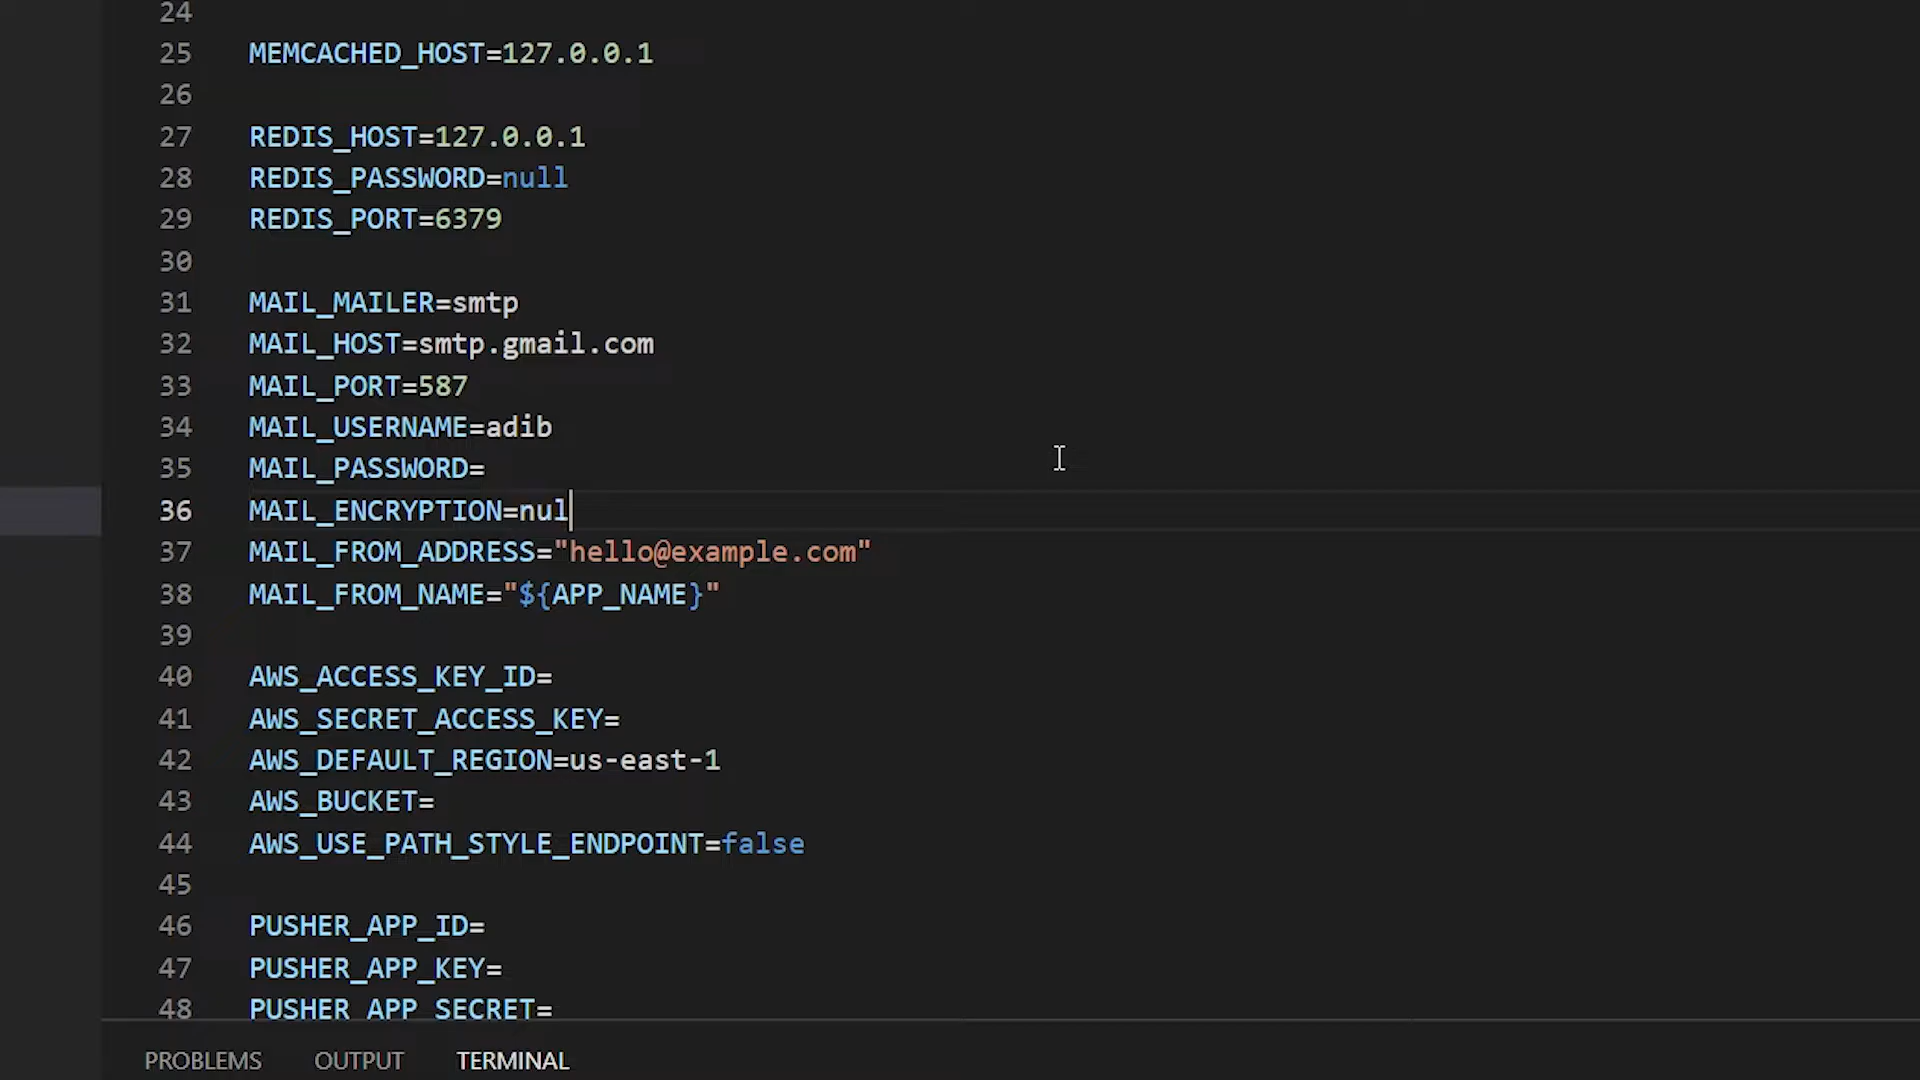 24
25 MEMCACHED_HOST=127.0.0.1
26
27 REDIS_HOST=127.0.0.1
28 REDIS_PASSWORD=null
29 REDIS_PORT=6379
30
31 MAIL_MAILER=smtp
32 MAIL_HOST=smtp.gmail.com
33 MAIL_PORT=587
34 MAIL_USERNAME=adib
35 MAIL_PASSWORD=
36 MAIL_ENCRYPTION=nul
37 MAIL_FROM_ADDRESS="hello@example.com"
38 MAIL_FROM_NAME="${APP_NAME}"
39
40 AWS_ACCESS_KEY_ID=
41 AWS_SECRET_ACCESS_KEY=
42 AWS_DEFAULT_REGION=us-east-1
43 AWS_BUCKET=
44 AWS_USE_PATH_STYLE_ENDPOINT=false
45
46 PUSHER_APP_ID=
47 PUSHER_APP_KEY=
48 PUSHER_APP_SECRET=
PROBLEMS OUTPUT TERMINAL